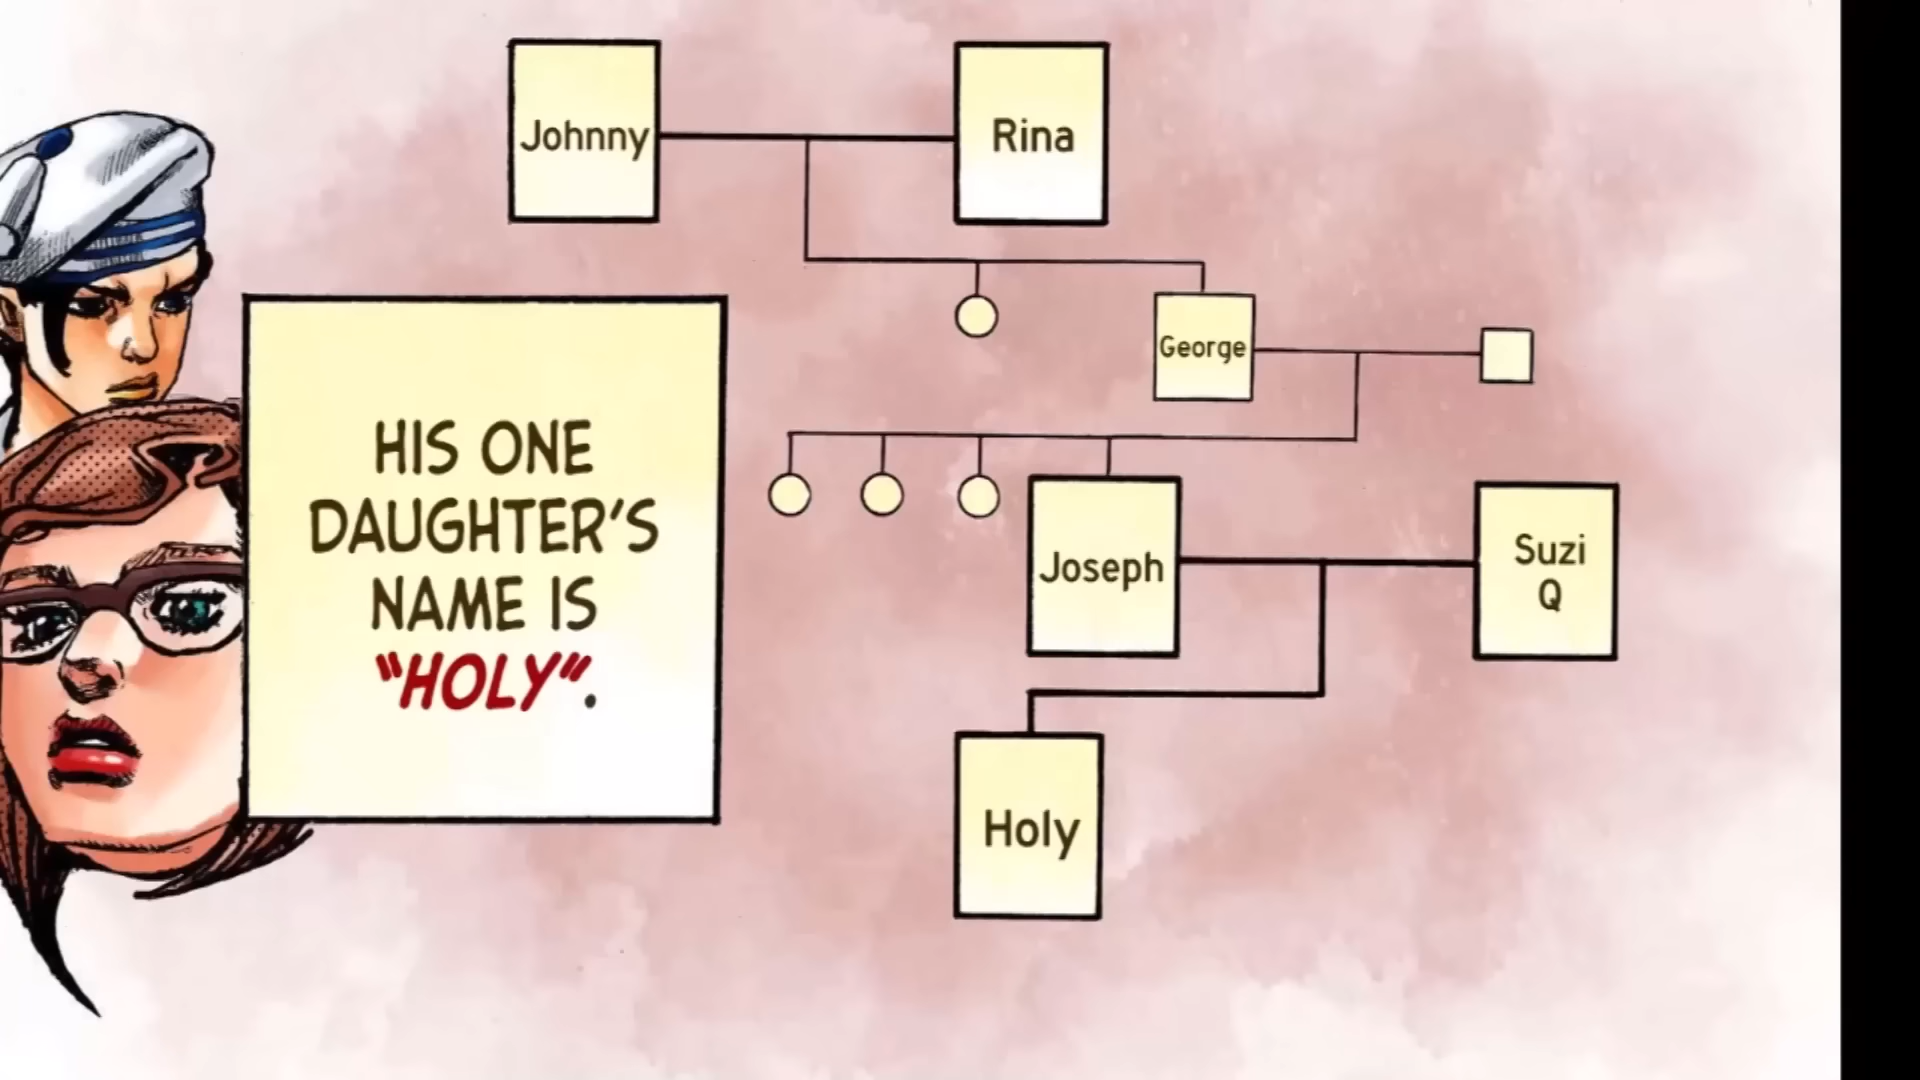 Johnny
Rina
George
HIS ONE
DAUGHTER'S
NAME IS
"HOLY".
Joseph
Suzi
Q
Holy